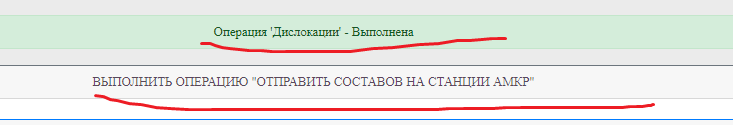 Операция 'Дислокации' - Выполнена
ВЫПОЛНИТЬ ОПЕРАЦИЮ "ОТПРАВИТЬ СОСТАВОВ НА СТАНЦИИ АМКР"